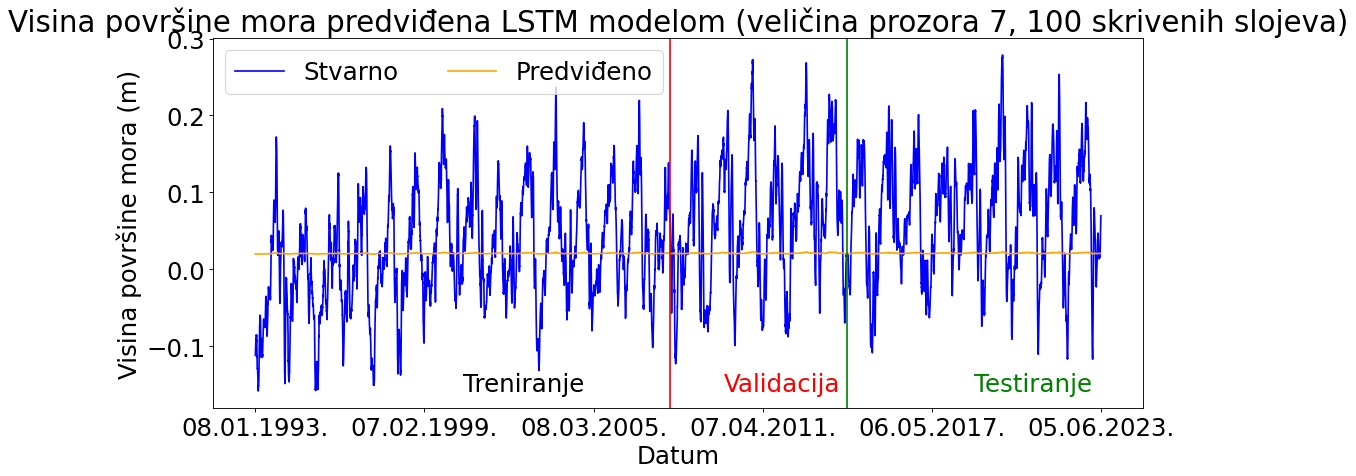 Visina površine mora predviđena LSTM modelom (veličina prozora 7, 100 skrivenih slojeva)
Stvarno
Predviđeno
Visina površine mora (m)
0.3
0.2
0.1
0.0
−0.1
Treniranje
Validacija
Testiranje
08.01.1993.
07.02.1999.
08.03.2005.
07.04.2011.
06.05.2017.
05.06.2023.
Datum